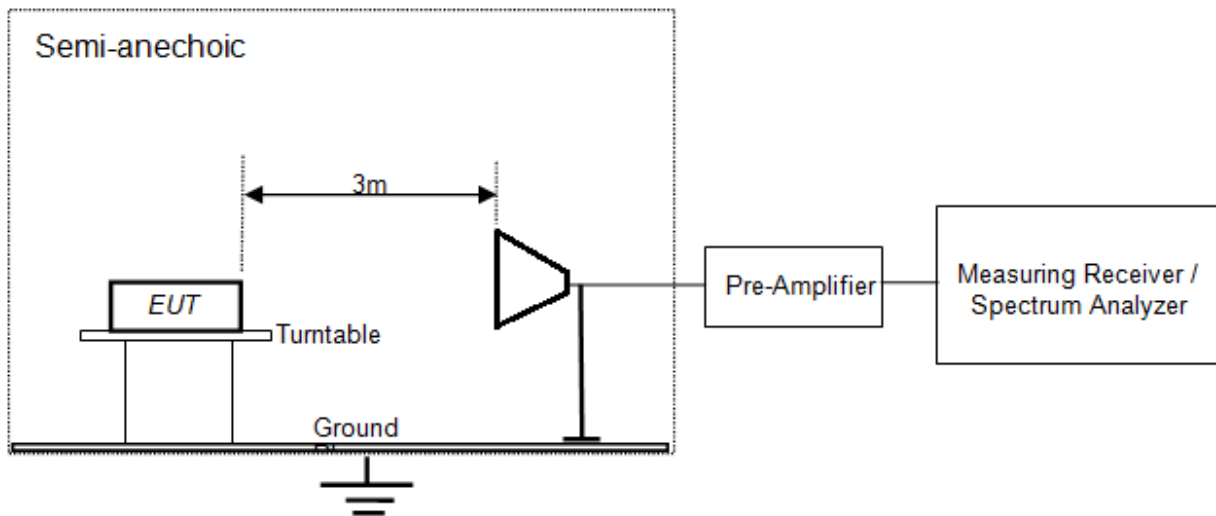 Semi-anechoic
3m
EUT
Turntable
Ground
Pre-Amplifier
Measuring Receiver /
Spectrum Analyzer